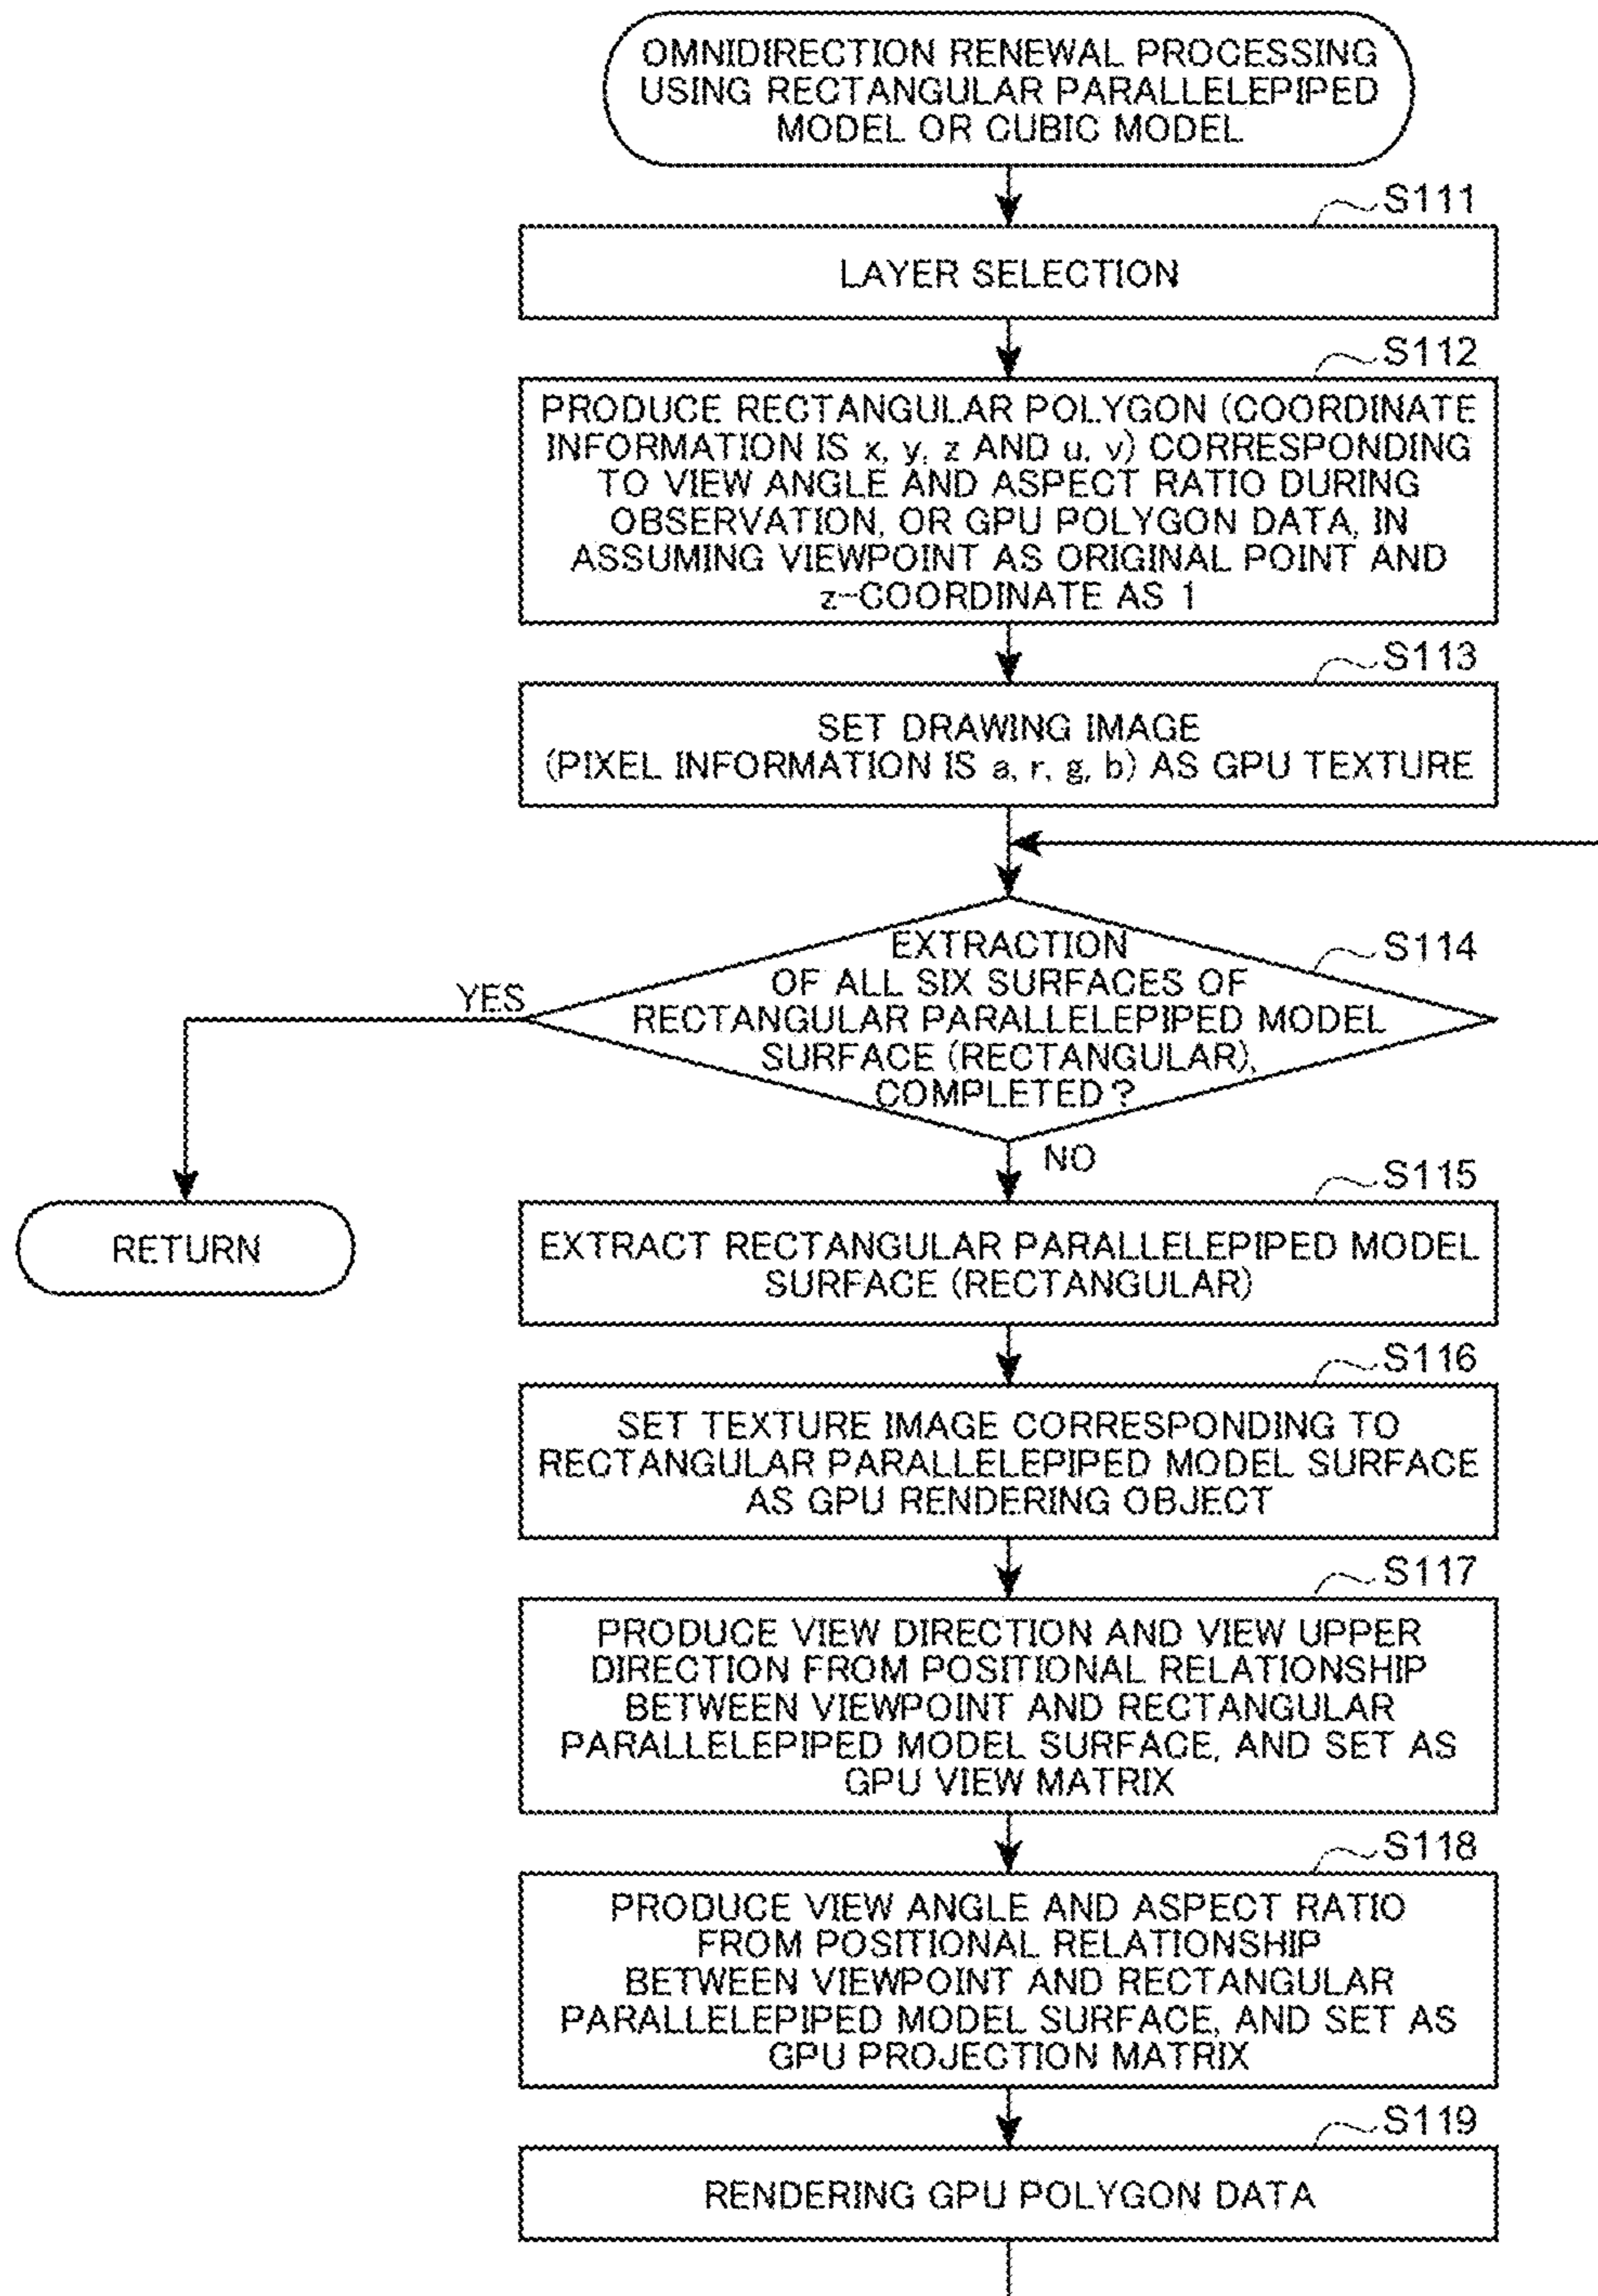 OMNIDIRECTION RENEWAL PROCESSING
USING RECTANGULAR PARALLELEPIPED
MODEL OR CUBIC MODEL
S111
LAYER SELECTION
S112
PRODUCE RECTANGULAR POLYGON (COORDINATE
INFORMATION IS x, y, z AND u, v) CORRESPONDING
TO VIEW ANGLE AND ASPECT RATIO DURING
OBSERVATION, OR GPU POLYGON DATA, IN
ASSUMING VIEWPOINT AS ORIGINAL POINT AND
z-COORDINATE AS 1
S113
SET DRAWING IMAGE
(PIXEL INFORMATION IS a, r, g, b) AS GPU TEXTURE
S114
EXTRACTION
OF ALL SIX SURFACES OF
RECTANGULAR PARALLELEPIPED MODEL
SURFACE (RECTANGULAR),
COMPLETED?
YES
NO
RETURN
S115
EXTRACT RECTANGULAR PARALLELEPIPED MODEL
SURFACE (RECTANGULAR)
S116
SET TEXTURE IMAGE CORRESPONDING TO
RECTANGULAR PARALLELEPIPED MODEL SURFACE
AS GPU RENDERING OBJECT
S117
PRODUCE VIEW DIRECTION AND VIEW UPPER
DIRECTION FROM POSITIONAL RELATIONSHIP
BETWEEN VIEWPOINT AND RECTANGULAR
PARALLELEPIPED MODEL SURFACE, AND SET AS
GPU VIEW MATRIX
S118
PRODUCE VIEW ANGLE AND ASPECT RATIO
FROM POSITIONAL RELATIONSHIP
BETWEEN VIEWPOINT AND RECTANGULAR
PARALLELEPIPED MODEL SURFACE, AND SET AS
GPU PROJECTION MATRIX
S119
RENDERING GPU POLYGON DATA